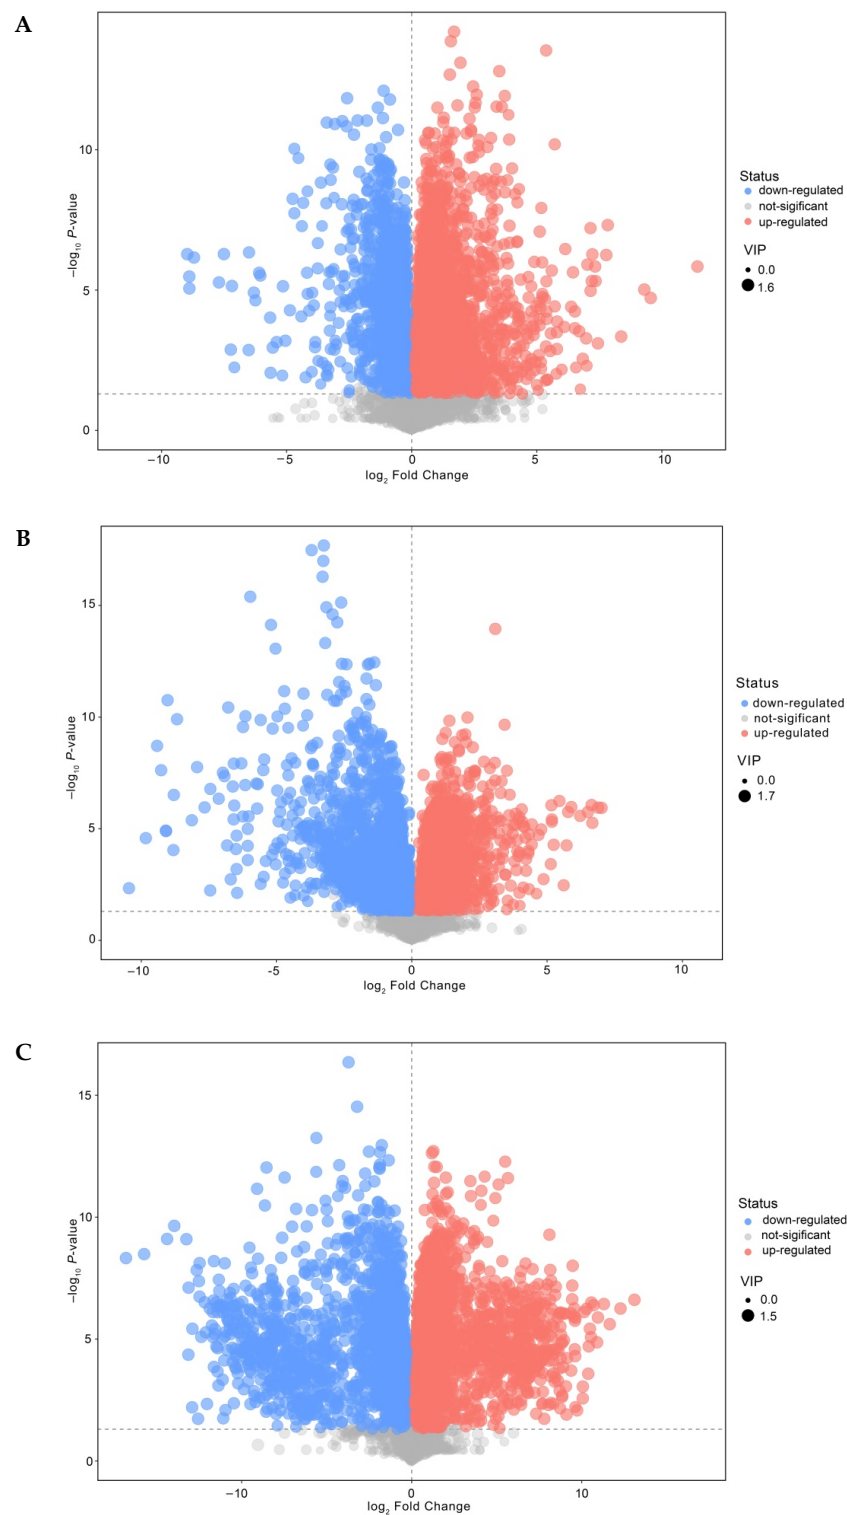 A
10
5
0
−log10 P-value
−10
−5
0
5
10
log2 Fold Change
Status
down-regulated
not-sigificant
up-regulated
VIP
0.0
1.6
B
15
10
5
0
−log10 P-value
−10
-5
0
5
10
log2 Fold Change
Status
down-regulated
not-sigificant
up-regulated
VIP
0.0
1.7
C
15
10
5
0
−log10 P-value
−10
0
10
log2 Fold Change
Status
down-regulated
not-sigificant
up-regulated
VIP
0.0
1.5